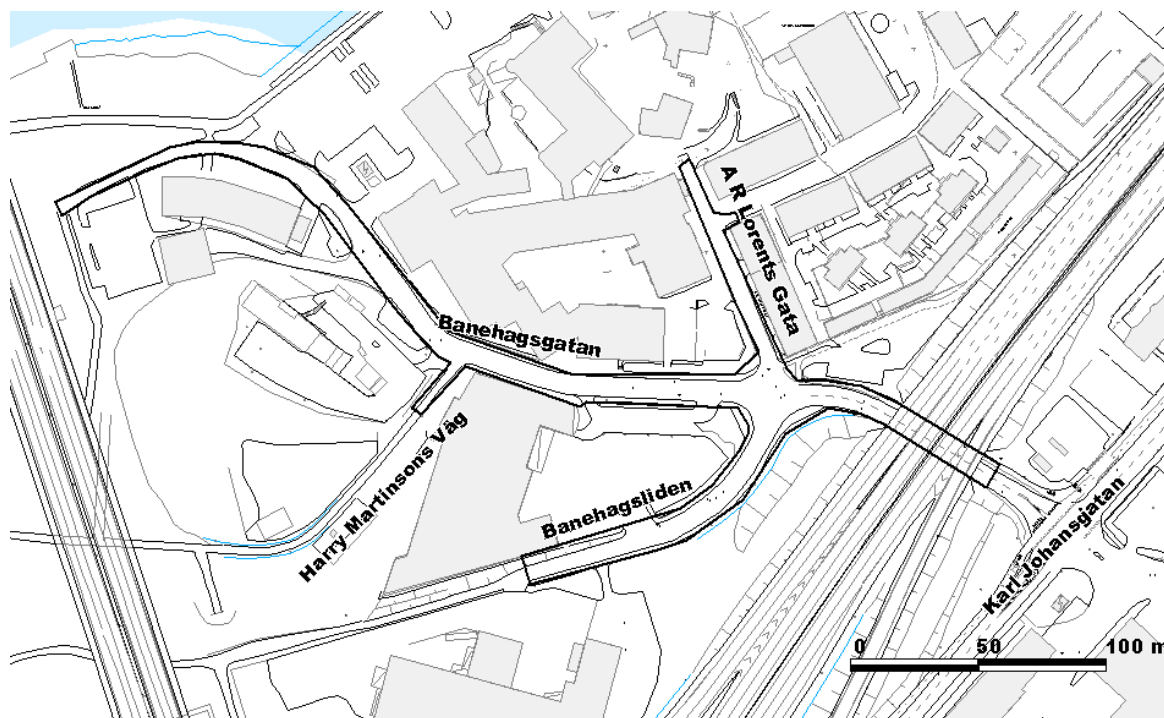 A R Lorents Gata
Banehagsgatan
Harry Martinsons Väg
Banehagsliden
Karl Johansgatan
0 50 100 m